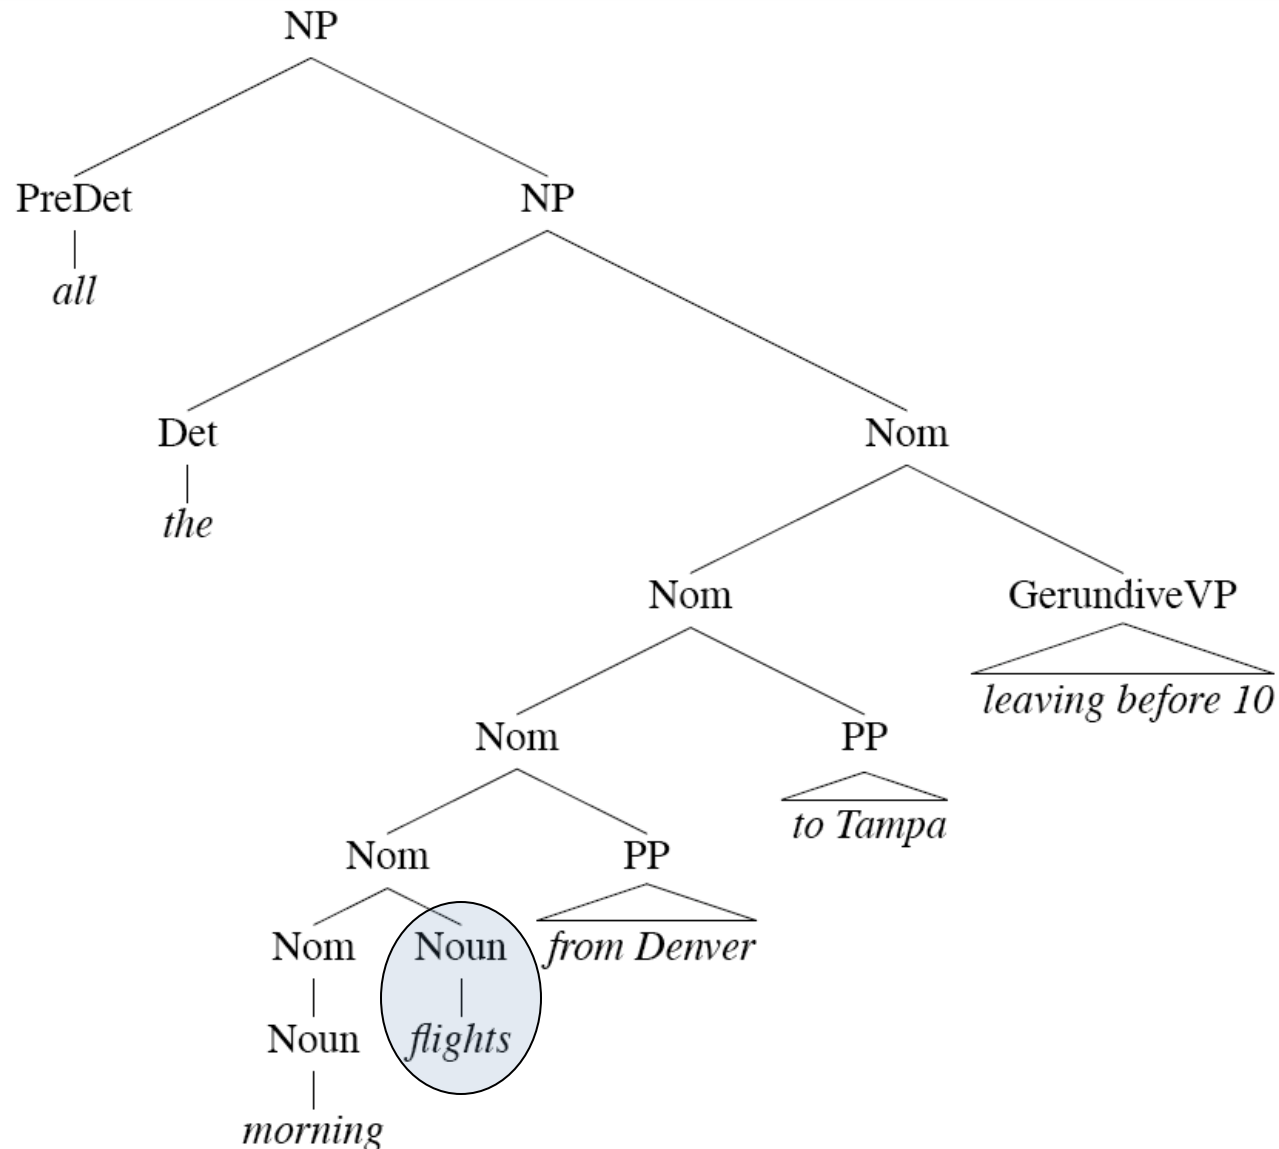 NP
PreDet NP
all
Det Nom
the
Nom GerundiveVP
leaving before 10
Nom PP
to Tampa
Nom PP
Nom Noun from Denver
Noun flights
morning